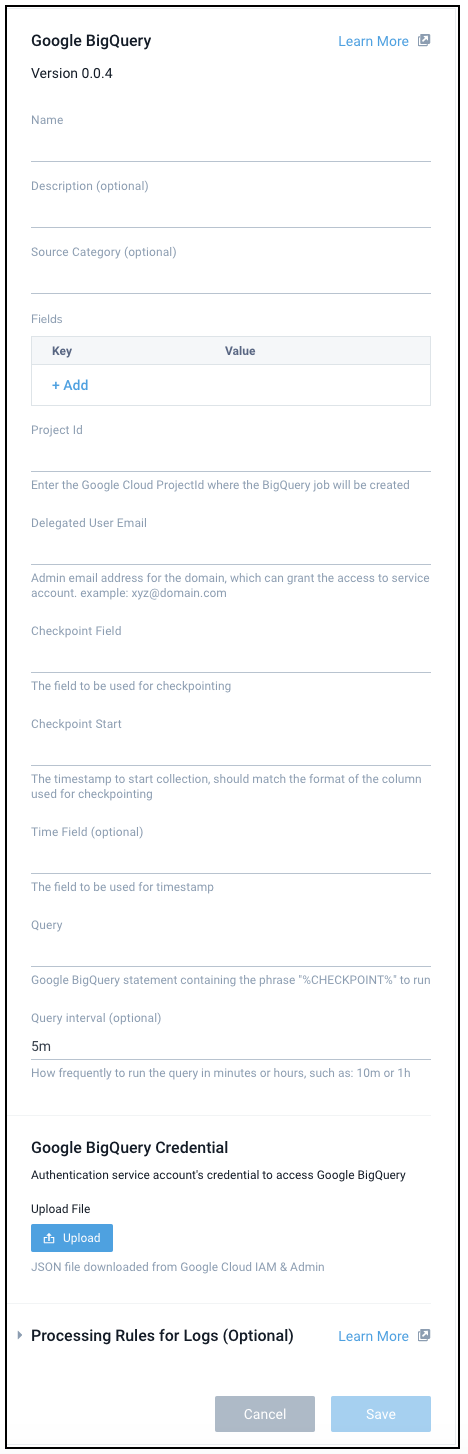 Google BigQuery Learn More
Version 0.0.4
Name
Description (optional)
Source Category (optional)
Fields
Key Value
+ Add
Project Id
Enter the Google Cloud ProjectId where the BigQuery job will be created
Delegated User Email
Admin email address for the domain, which can grant the access to service
account. example: xyz@domain.com
Checkpoint Field
The field to be used for checkpointing
Checkpoint Start
The timestamp to start collection, should match the format of the column
used for checkpointing
Time Field (optional)
The field to be used for timestamp
Query
Google BigQuery statement containing the phrase "%CHECKPOINT%" to run
Query interval (optional)
5m
How frequently to run the query in minutes or hours, such as: 10m or 1h
Google BigQuery Credential
Authentication service account's credential to access Google BigQuery
Upload File
Upload
JSON file downloaded from Google Cloud IAM & Admin
Processing Rules for Logs (Optional) Learn More
Cancel Save